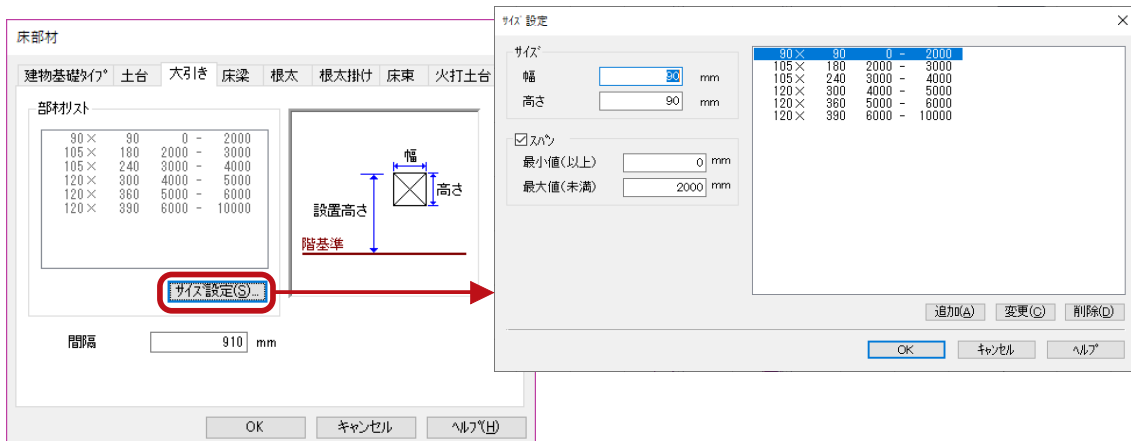 床部材
建物基礎ﾀｲﾌﾟ 土台 大引き 床梁 根太 根太掛け 床束 火打土台
部材ﾘｽﾄ
90× 90 0 - 2000
105× 180 2000 - 3000
105× 240 3000 - 4000
120× 300 4000 - 5000
120× 360 5000 - 6000
120× 390 6000 - 10000
幅
高さ
設置高さ
階基準
ｻｲｽﾞ設定(S)...
間隔 910 mm
OK キャンセル ﾍﾙﾌﾟ(H)
ｻｲｽﾞ設定
ｻｲｽﾞ
幅 90 mm
高さ 90 mm
スパン
最小値(以上) 0 mm
最大値(未満) 2000 mm
90× 90 0 - 2000
105× 180 2000 - 3000
105× 240 3000 - 4000
120× 300 4000 - 5000
120× 360 5000 - 6000
120× 390 6000 - 10000
追加(A) 変更(C) 削除(D)
OK ｷｬﾝｾﾙ ﾍﾙﾌﾟ